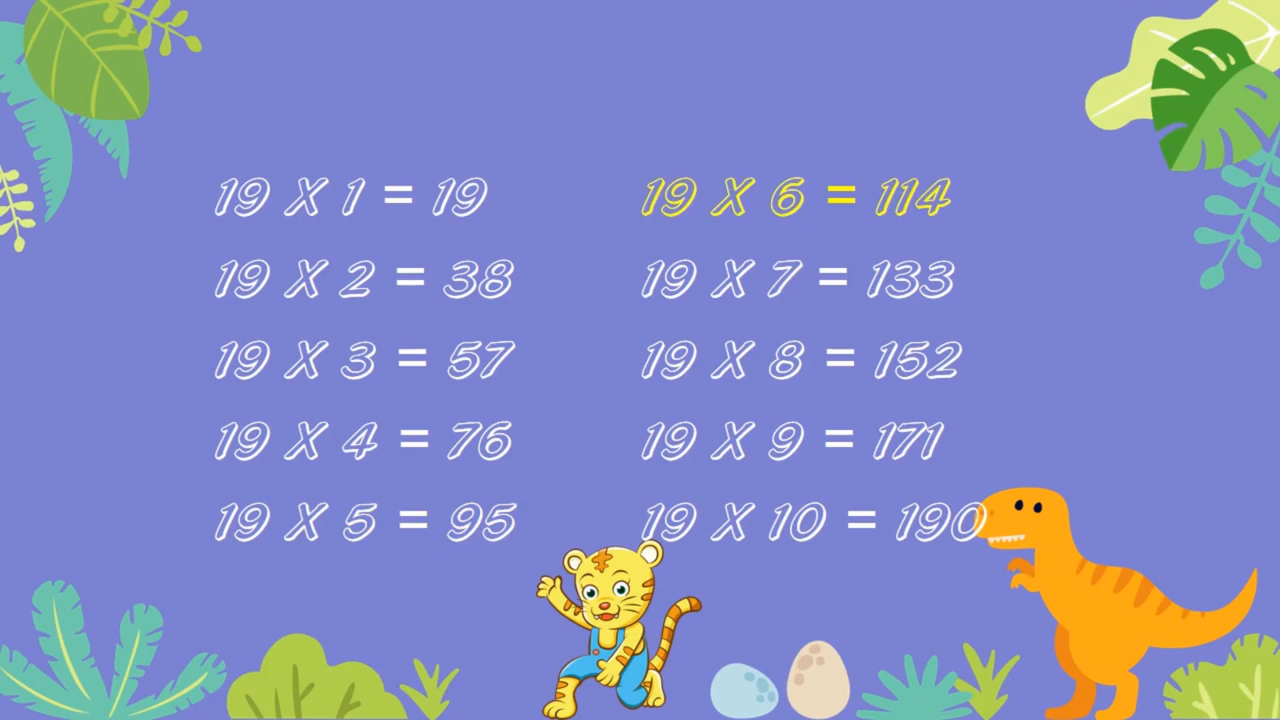 19 X 1 = 19
19 X 2 = 38
19 X 3 = 57
19 X 4 = 76
19 X 5 = 95
19 X 6 = 114
19 X 7 = 133
19 X 8 = 152
19 X 9 = 171
19 X 10 = 190